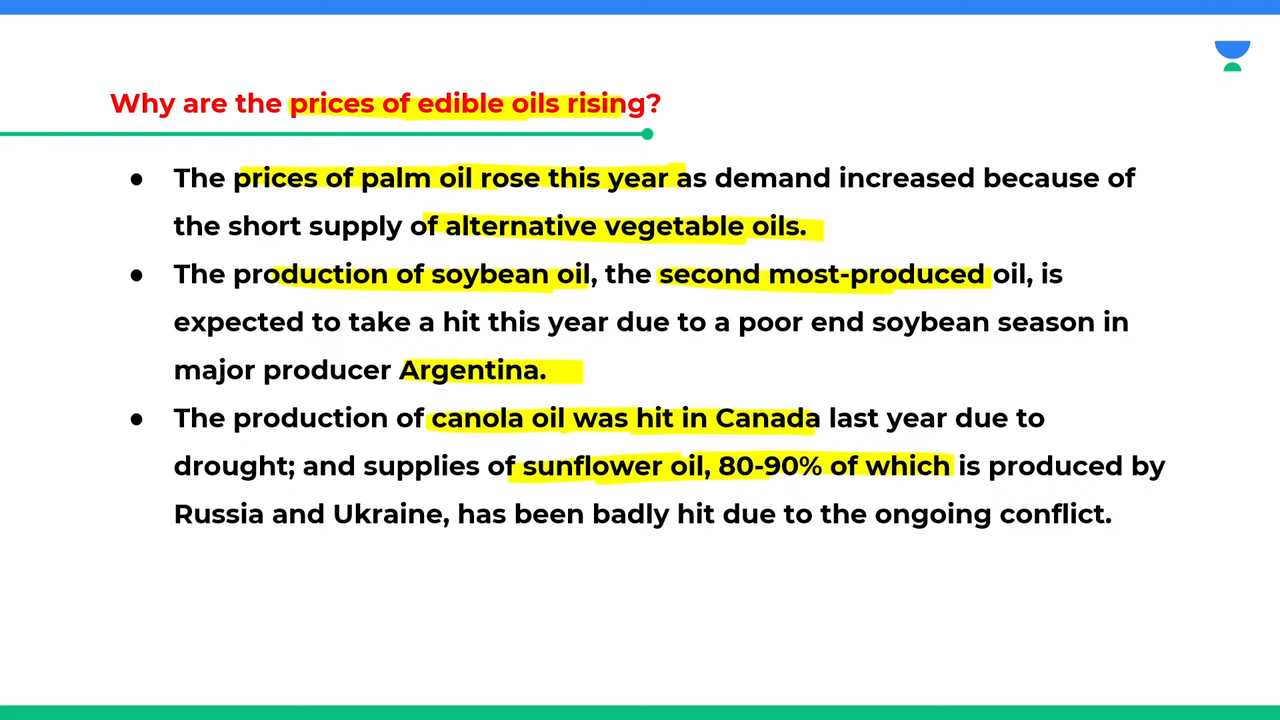 Why are the prices of edible oils rising?
● The prices of palm oil rose this year as demand increased because of
the short supply of alternative vegetable oils.
● The production of soybean oil, the second most-produced oil, is
expected to take a hit this year due to a poor end soybean season in
major producer Argentina.
● The production of canola oil was hit in Canada last year due to
drought; and supplies of sunflower oil, 80-90% of which is produced by
Russia and Ukraine, has been badly hit due to the ongoing conflict.